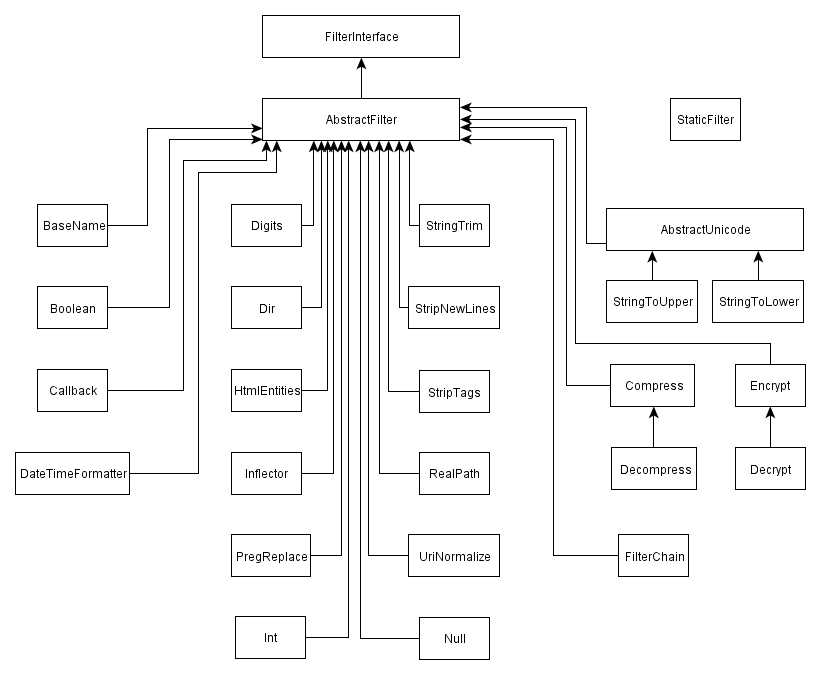 FilterInterface
AbstractFilter
StaticFilter
BaseName
Digits
StringTrim
AbstractUnicode
Boolean
Dir
StripNewLines
StringToUpper
StringToLower
Callback
HtmlEntities
StripTags
Compress
Encrypt
DateTimeFormatter
Inflector
RealPath
Decompress
Decrypt
PregReplace
UriNormalize
FilterChain
Int
Null